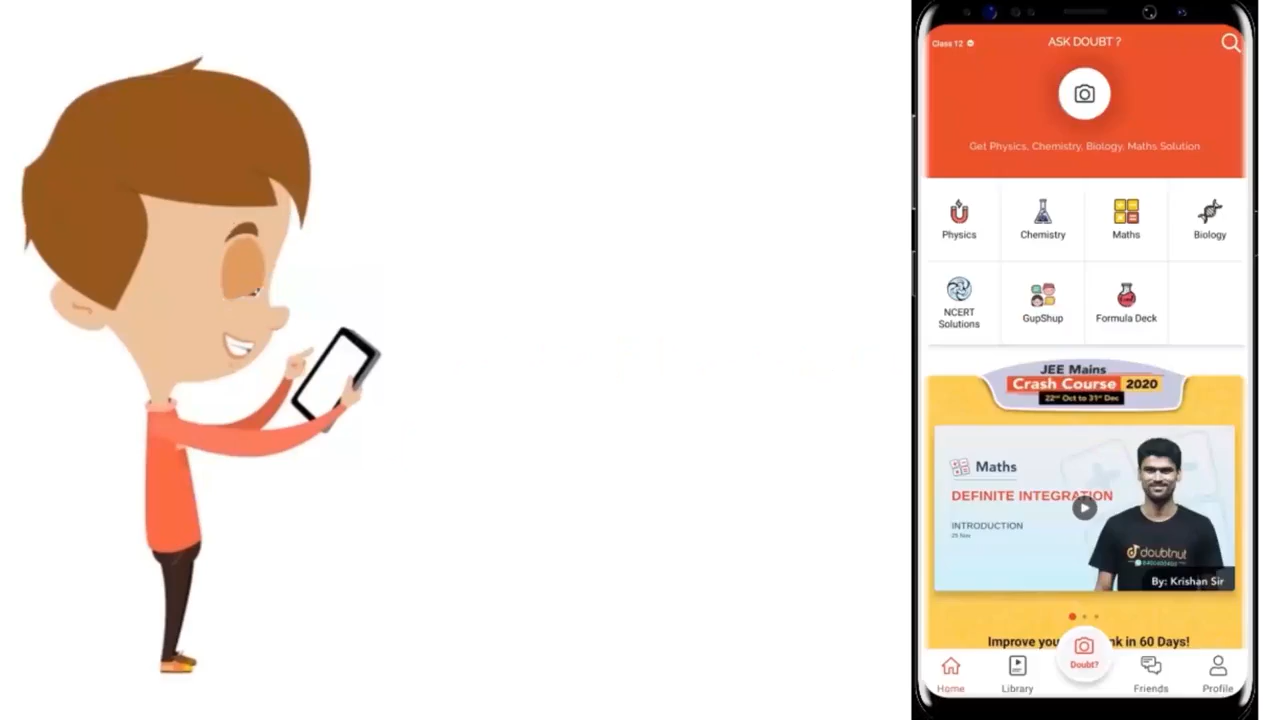 Class 12
ASK DOUBT ?
Get Physics, Chemistry, Biology, Maths Solution
Physics
Chemistry
Maths
Biology
NCERT
Solutions
GupShup
Formula Deck
JEE Mains
Crash Course 2020
22nd Oct to 31st Dec
Maths
DEFINITE INTEGRATION
INTRODUCTION
doubtnut
By: Krishan Sir
Improve you nk in 60 Days!
Doubt?
Home
Library
Friends
Profile